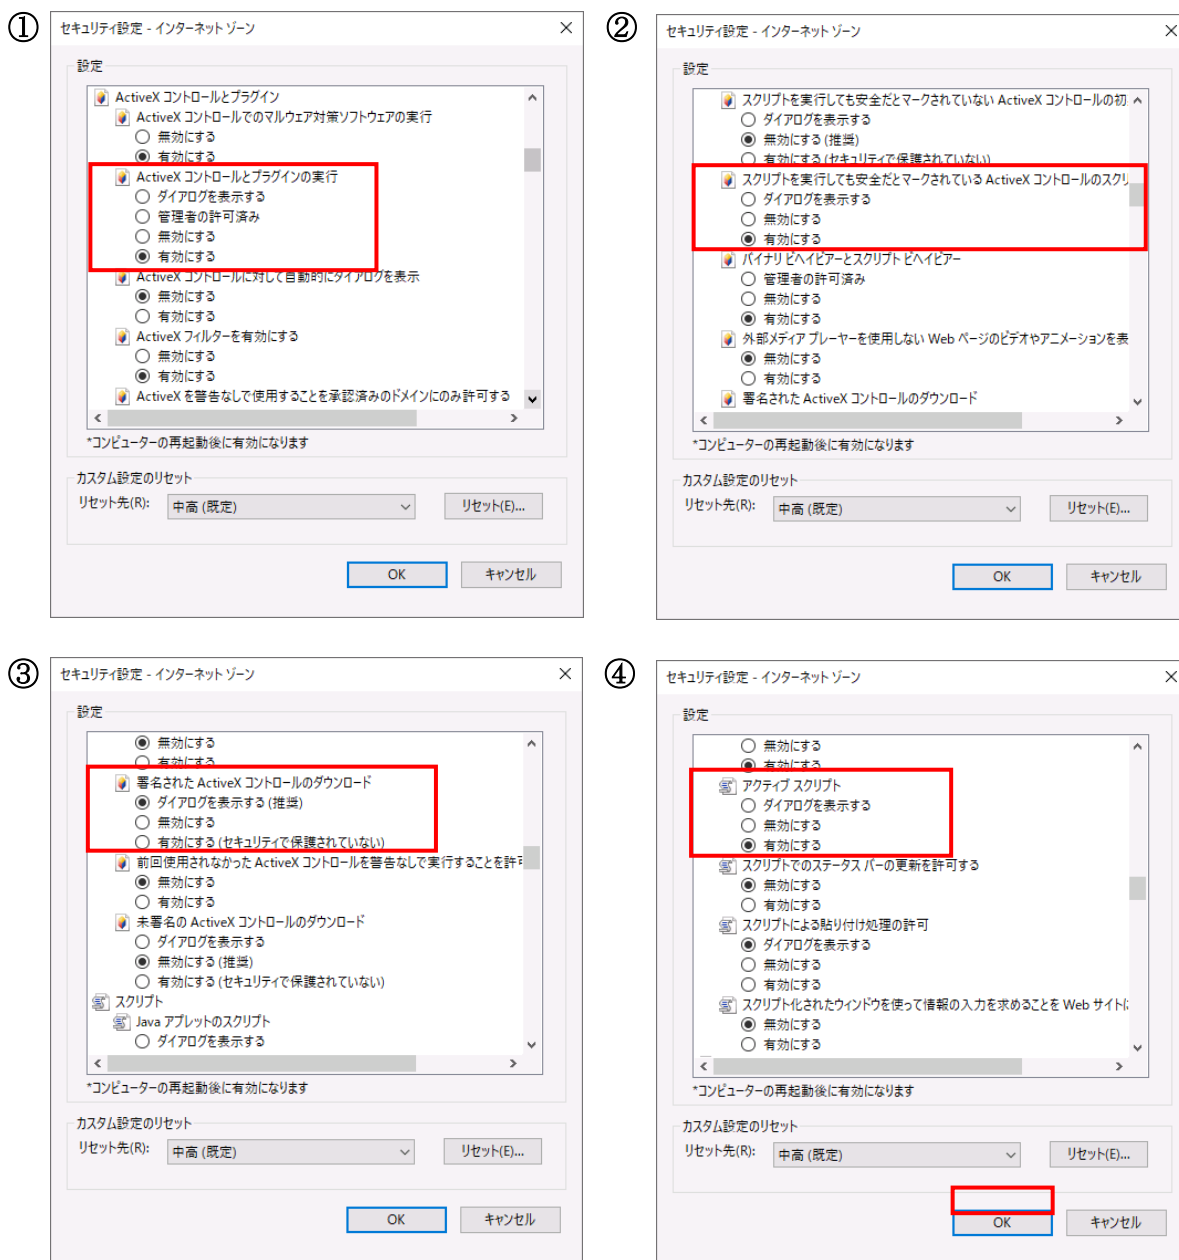 ①
セキュリティ設定 - インターネット ゾーン
設定
ActiveX コントロールとプラグイン
ActiveX コントロールでのマルウェア対策ソフトウェアの実行
無効にする
有効にする
ActiveX コントロールとプラグインの実行
ダイアログを表示する
管理者の許可済み
無効にする
有効にする
ActiveX コントロールに対して自動的にダイアログを表示
無効にする
有効にする
ActiveX フィルターを有効にする
無効にする
有効にする
ActiveX を警告なしで使用することを承認済みのドメインにのみ許可する
*コンピューターの再起動後に有効になります
カスタム設定のリセット
リセット先(R): 中高 (既定) リセット(E)...
OK キャンセル
②
セキュリティ設定 - インターネット ゾーン
設定
スクリプトを実行しても安全だとマークされていない ActiveX コントロールの初
ダイアログを表示する
無効にする (推奨)
有効にする (セキュリティで保護されていない)
スクリプトを実行しても安全だとマークされている ActiveX コントロールのスクリ
ダイアログを表示する
無効にする
有効にする
バイナリ ビヘイビアーとスクリプト ビヘイビアー
管理者の許可済み
無効にする
有効にする
外部メディア プレーヤーを使用しない Web ページのビデオやアニメーションを表
無効にする
有効にする
署名された ActiveX コントロールのダウンロード
*コンピューターの再起動後に有効になります
カスタム設定のリセット
リセット先(R): 中高 (既定) リセット(E)...
OK キャンセル
③
セキュリティ設定 - インターネット ゾーン
設定
無効にする
有効にする
署名された ActiveX コントロールのダウンロード
ダイアログを表示する (推奨)
無効にする
有効にする (セキュリティで保護されていない)
前回使用されなかった ActiveX コントロールを警告なしで実行することを許可
無効にする
有効にする
未署名の ActiveX コントロールのダウンロード
ダイアログを表示する
無効にする (推奨)
有効にする (セキュリティで保護されていない)
スクリプト
Java アプレットのスクリプト
ダイアログを表示する
*コンピューターの再起動後に有効になります
カスタム設定のリセット
リセット先(R): 中高 (既定) リセット(E)...
OK キャンセル
④
セキュリティ設定 - インターネット ゾーン
設定
無効にする
有効にする
アクティブ スクリプト
ダイアログを表示する
無効にする
有効にする
スクリプトでのステータス バーの更新を許可する
無効にする
有効にする
スクリプトによる貼り付け処理の許可
ダイアログを表示する
無効にする
有効にする
スクリプト化されたウィンドウを使って情報の入力を求めることを Web サイトに
無効にする
有効にする
*コンピューターの再起動後に有効になります
カスタム設定のリセット
リセット先(R): 中高 (既定) リセット(E)...
OK キャンセル